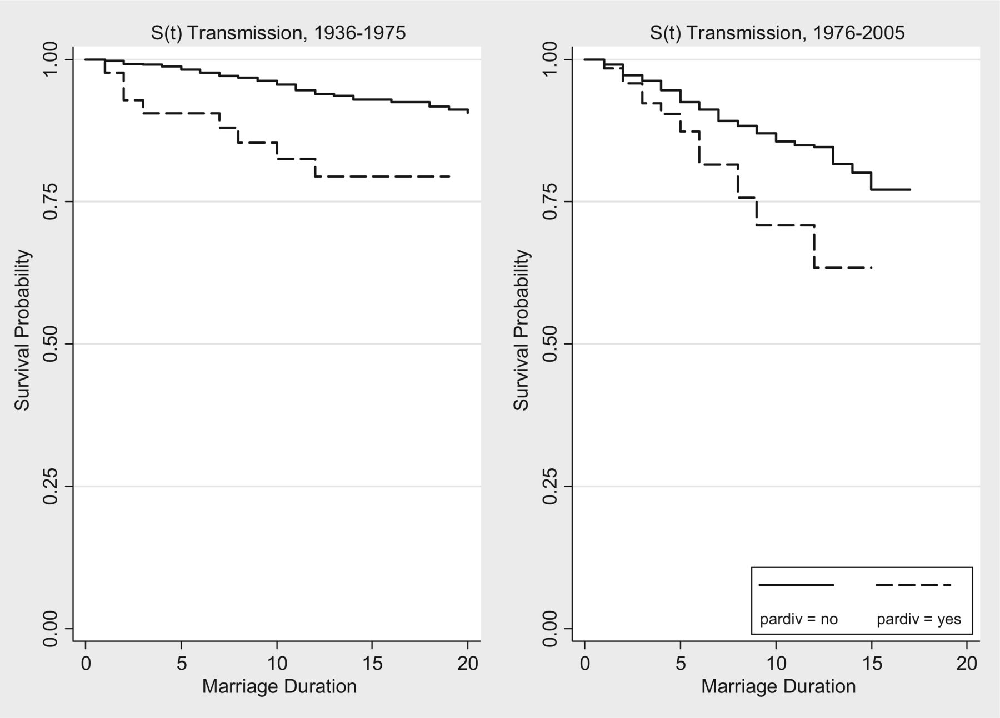 S(t) Transmission, 1936-1975
Survival Probability
1.00
0.75
0.50
0.25
0.00
0 5 10 15 20
Marriage Duration
S(t) Transmission, 1976-2005
Survival Probability
1.00
0.75
0.50
0.25
0.00
pardiv = no pardiv = yes
0 5 10 15 20
Marriage Duration